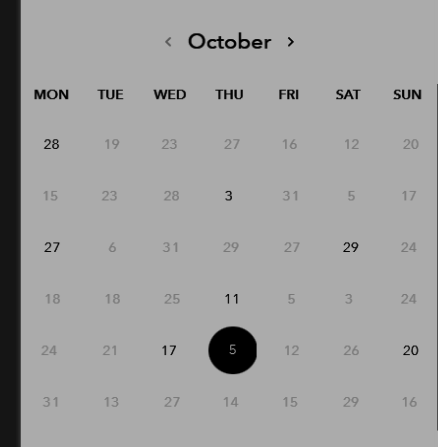 ‹ October ›
MON TUE WED THU FRI SAT SUN
28 19 23 27 16 12 20
15 23 28 3 31 5 17
27 6 31 29 27 29 24
18 18 25 11 5 3 24
24 21 17 5 12 26 20
31 13 27 14 15 29 16